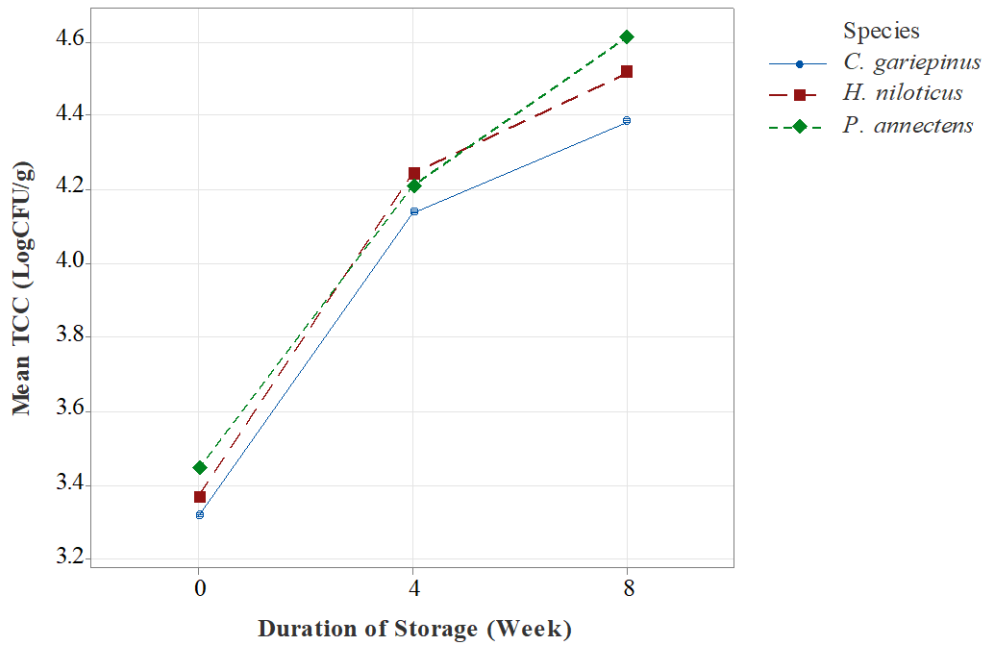 Mean TCC (LogCFU/g)
4.6
4.4
4.2
4.0
3.8
3.6
3.4
3.2
0 4 8
Duration of Storage (Week)
Species
C. gariepinus
H. niloticus
P. annectens